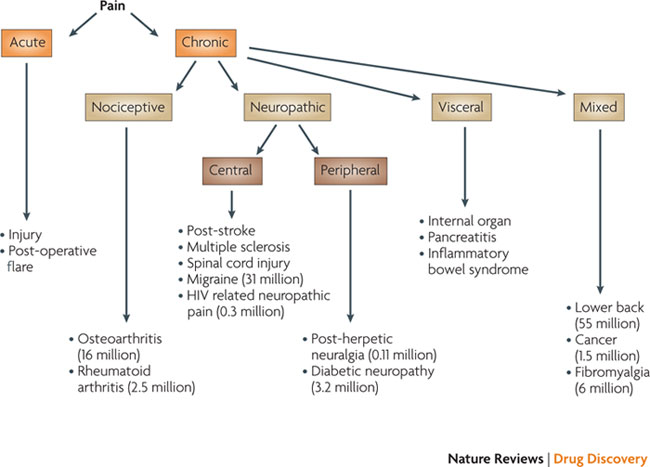 Pain
Acute
Chronic
Nociceptive
Neuropathic
Visceral
Mixed
Central
Peripheral
• Injury
• Post-operative
flare
• Post-stroke
• Multiple sclerosis
• Spinal cord injury
• Migraine (31 million)
• HIV related neuropathic
pain (0.3 million)
• Internal organ
• Pancreatitis
• Inflammatory
bowel syndrome
• Osteoarthritis
(16 million)
• Rheumatoid
arthritis (2.5 million)
• Post-herpetic
neuralgia (0.11 million)
• Diabetic neuropathy
(3.2 million)
• Lower back
(55 million)
• Cancer
(1.5 million)
• Fibromyalgia
(6 million)
Nature Reviews | Drug Discovery